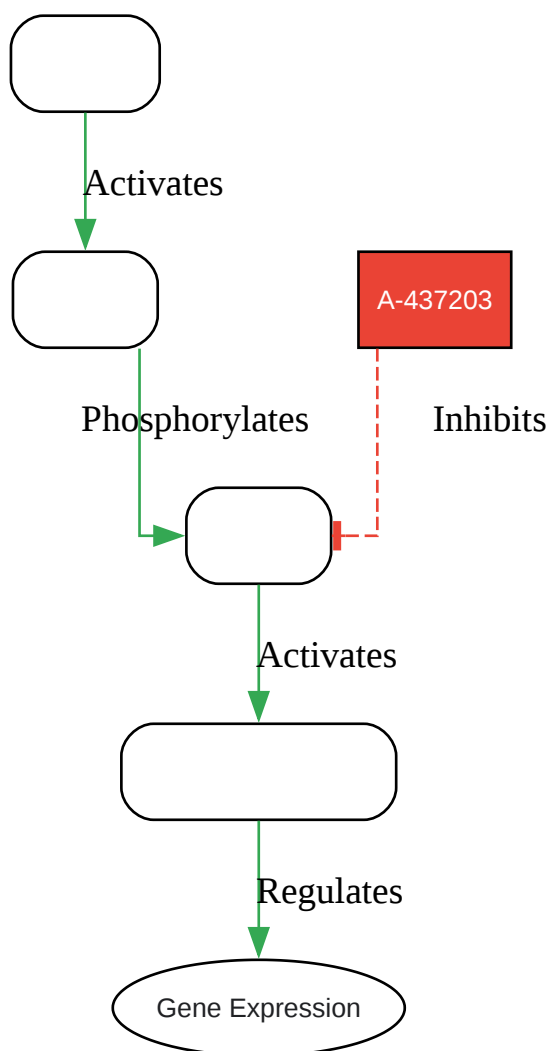 Activates
A-437203
Phosphorylates
Inhibits
Activates
Regulates
Gene Expression